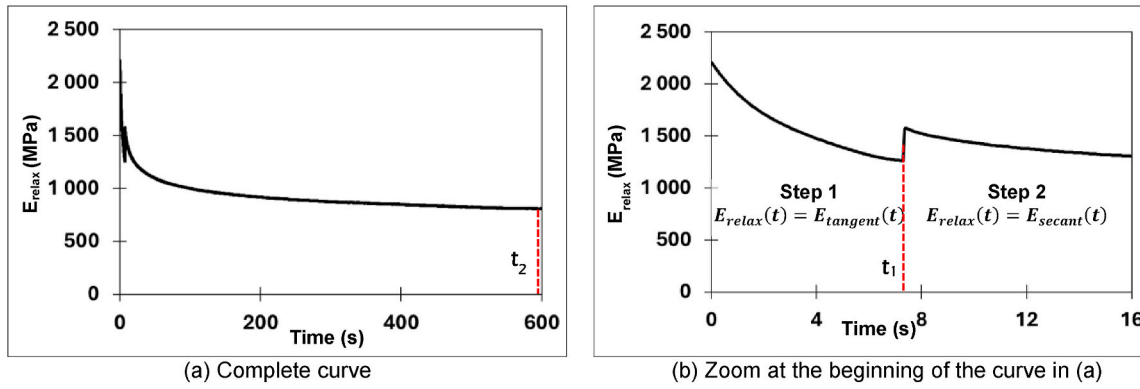 2 500
2 000
1 500
1 000
500
0
E_relax (MPa)
t_2
0 200 400 600
Time (s)
(a) Complete curve
2 500
2 000
1 500
1 000
500
0
E_relax (MPa)
Step 1
E_relax(t) = E_tangent(t)
Step 2
E_relax(t) = E_secant(t)
t_1
0 4 8 12 16
Time (s)
(b) Zoom at the beginning of the curve in (a)